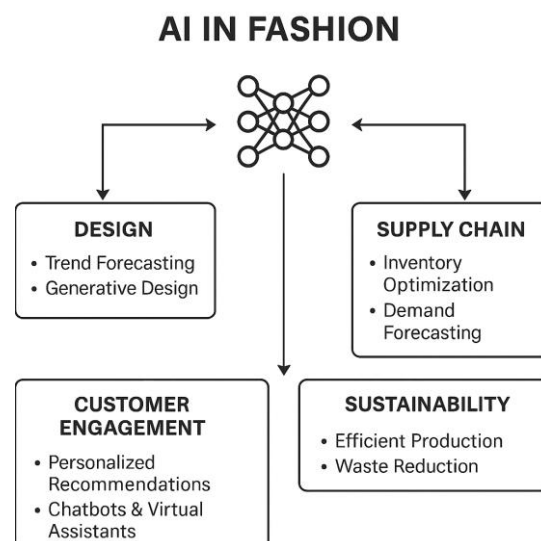 AI IN FASHION
DESIGN
• Trend Forecasting
• Generative Design
SUPPLY CHAIN
• Inventory
Optimization
• Demand
Forecasting
CUSTOMER
ENGAGEMENT
• Personalized
Recommendations
• Chatbots & Virtual
Assistants
SUSTAINABILITY
• Efficient Production
• Waste Reduction